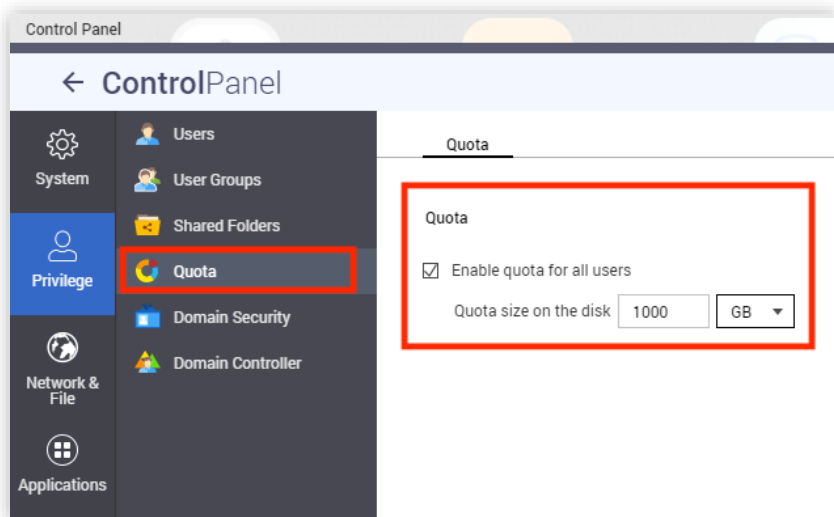 Control Panel
ControlPanel
System
Privilege
Network &
File
Applications
Users
User Groups
Shared Folders
Quota
Domain Security
Domain Controller
Quota
Quota
Enable quota for all users
Quota size on the disk 1000 GB